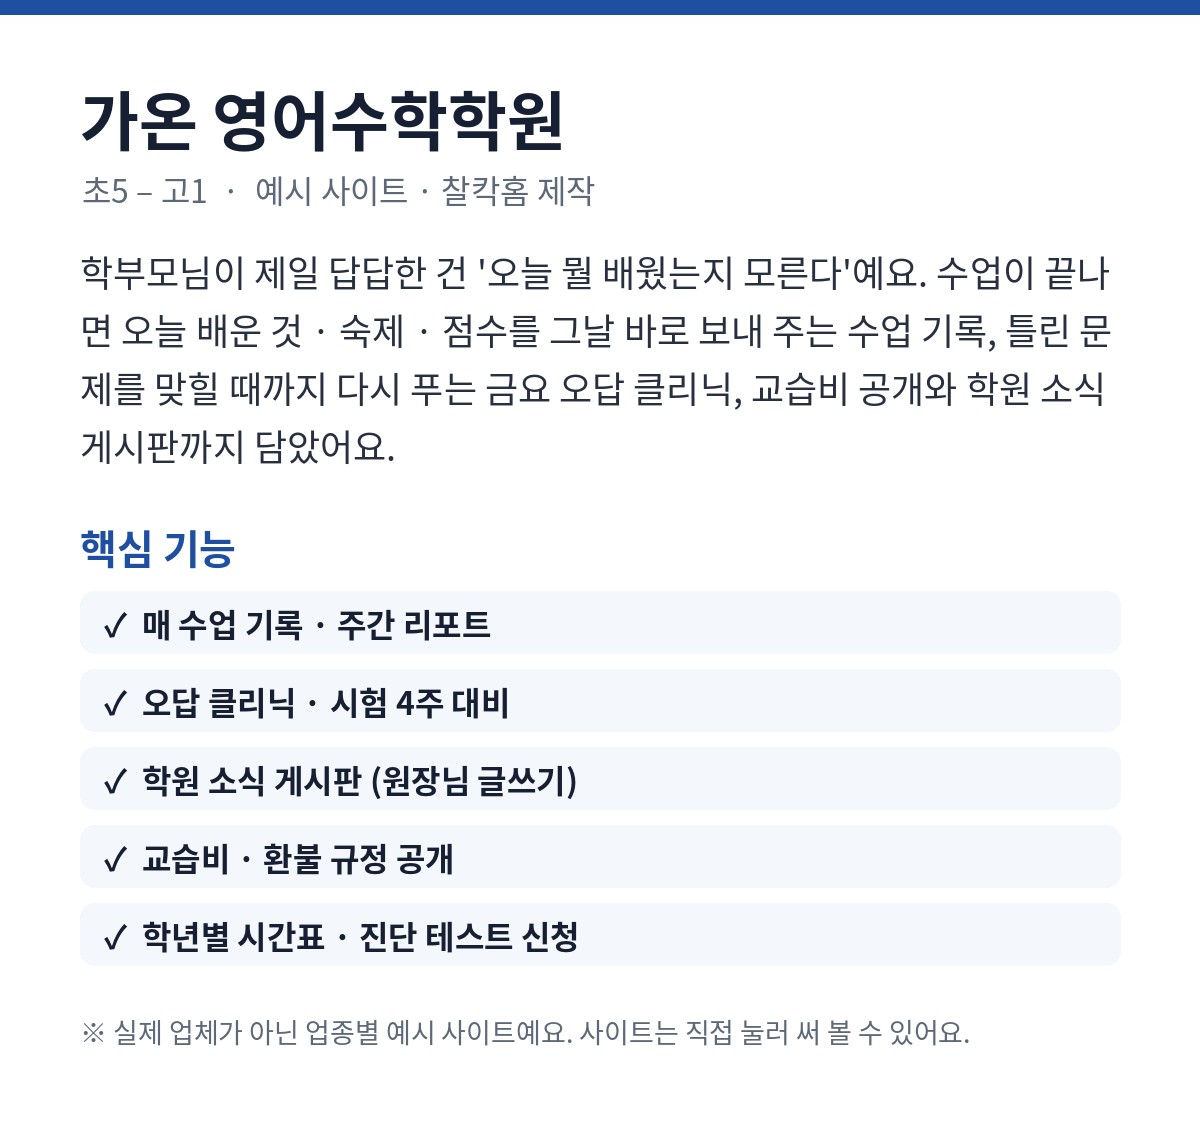 가온 영어수학학원
초5 – 고1 · 예시 사이트 · 찰칵홈 제작
학부모님이 제일 답답한 건 '오늘 뭘 배웠는지 모른다'예요. 수업이 끝나
면 오늘 배운 것 · 숙제 · 점수를 그날 바로 보내 주는 수업 기록, 틀린 문
제를 맞힐 때까지 다시 푸는 금요 오답 클리닉, 교습비 공개와 학원 소식
게시판까지 담았어요.
핵심 기능
✓ 매 수업 기록 · 주간 리포트
✓ 오답 클리닉 · 시험 4주 대비
✓ 학원 소식 게시판 (원장님 글쓰기)
✓ 교습비 · 환불 규정 공개
✓ 학년별 시간표 · 진단 테스트 신청
※ 실제 업체가 아닌 업종별 예시 사이트예요. 사이트는 직접 눌러 써 볼 수 있어요.